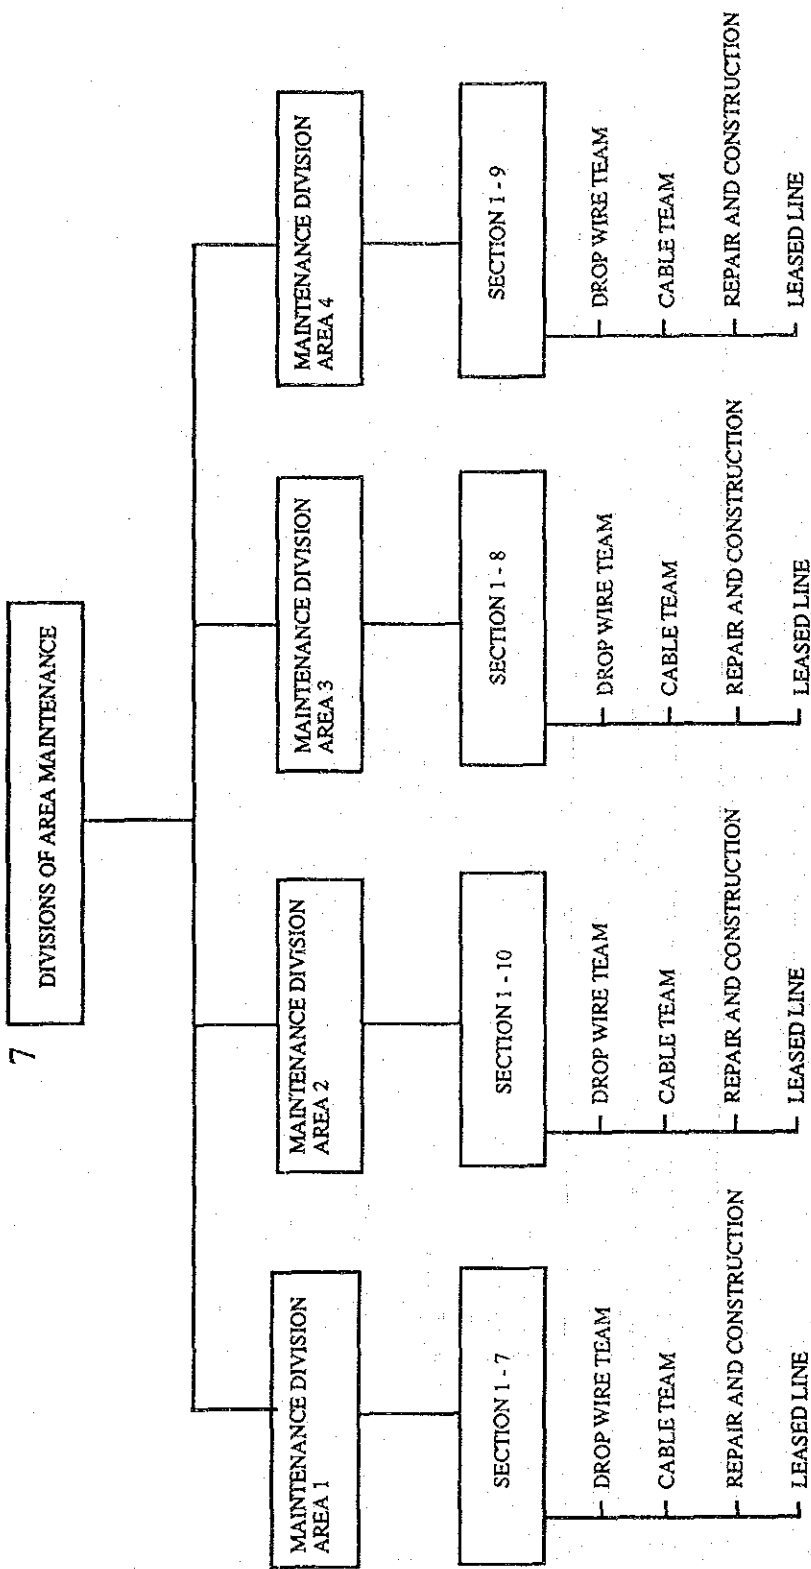 7
DIVISIONS OF AREA MAINTENANCE
MAINTENANCE DIVISION
AREA 1
SECTION 1 - 7
DROP WIRE TEAM
CABLE TEAM
REPAIR AND CONSTRUCTION
LEASED LINE
MAINTENANCE DIVISION
AREA 2
SECTION 1 - 10
DROP WIRE TEAM
CABLE TEAM
REPAIR AND CONSTRUCTION
LEASED LINE
MAINTENANCE DIVISION
AREA 3
SECTION 1 - 8
DROP WIRE TEAM
CABLE TEAM
REPAIR AND CONSTRUCTION
LEASED LINE
MAINTENANCE DIVISION
AREA 4
SECTION 1 - 9
DROP WIRE TEAM
CABLE TEAM
REPAIR AND CONSTRUCTION
LEASED LINE